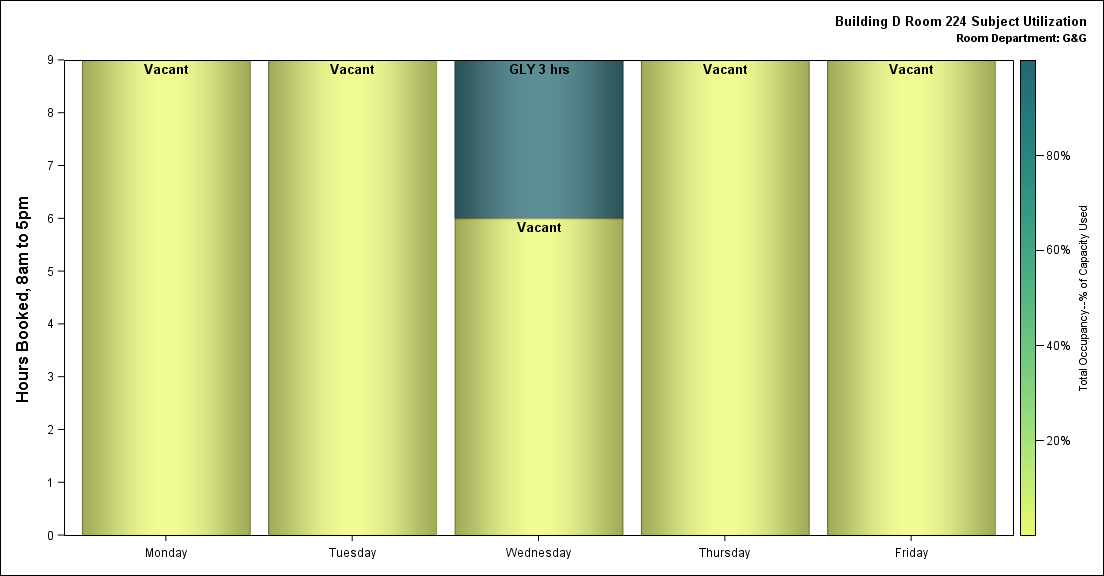 Building D Room 224 Subject Utilization
Room Department: G&G
Hours Booked, 8am to 5pm
9
8
7
6
5
4
3
2
1
0
Vacant
Vacant
GLY 3 hrs
Vacant
Vacant
Vacant
Monday
Tuesday
Wednesday
Thursday
Friday
80%
60%
40%
20%
Total Occupancy--% of Capacity Used